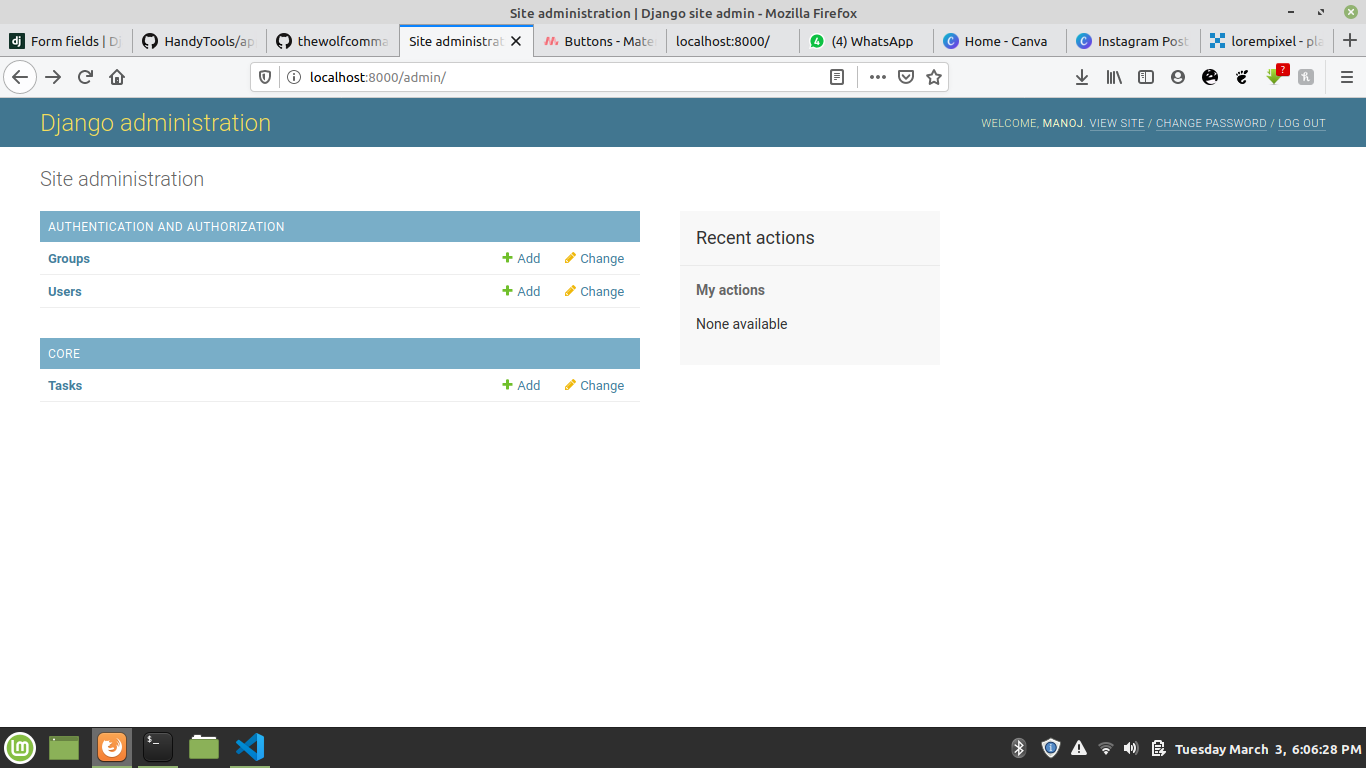 Site administration | Django site admin - Mozilla Firefox
Form fields | Dj
HandyTools/ap
thewolfcomma
Site administrat
Buttons - Mate
localhost:8000/
(4) WhatsApp
Home - Canva
Instagram Post
lorempixel - pla
localhost:8000/admin/
Django administration
WELCOME, MANOJ. VIEW SITE / CHANGE PASSWORD / LOG OUT
Site administration
AUTHENTICATION AND AUTHORIZATION
Groups Add Change
Users Add Change
CORE
Tasks Add Change
Recent actions
My actions
None available
Tuesday March 3, 6:06:28 PM